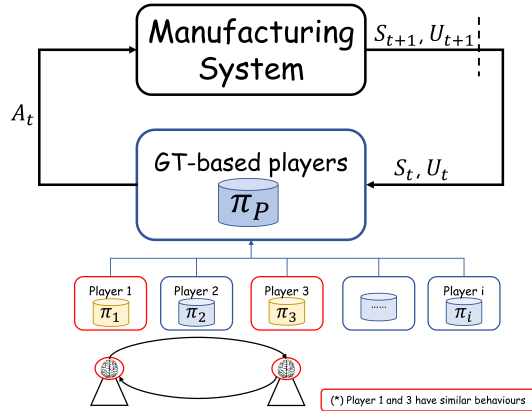 Manufacturing
System
S_{t+1}, U_{t+1}
A_t
GT-based players
π_P
S_t, U_t
Player 1
π_1
Player 2
π_2
Player 3
π_3
......
Player i
π_i
(*) Player 1 and 3 have similar behaviours